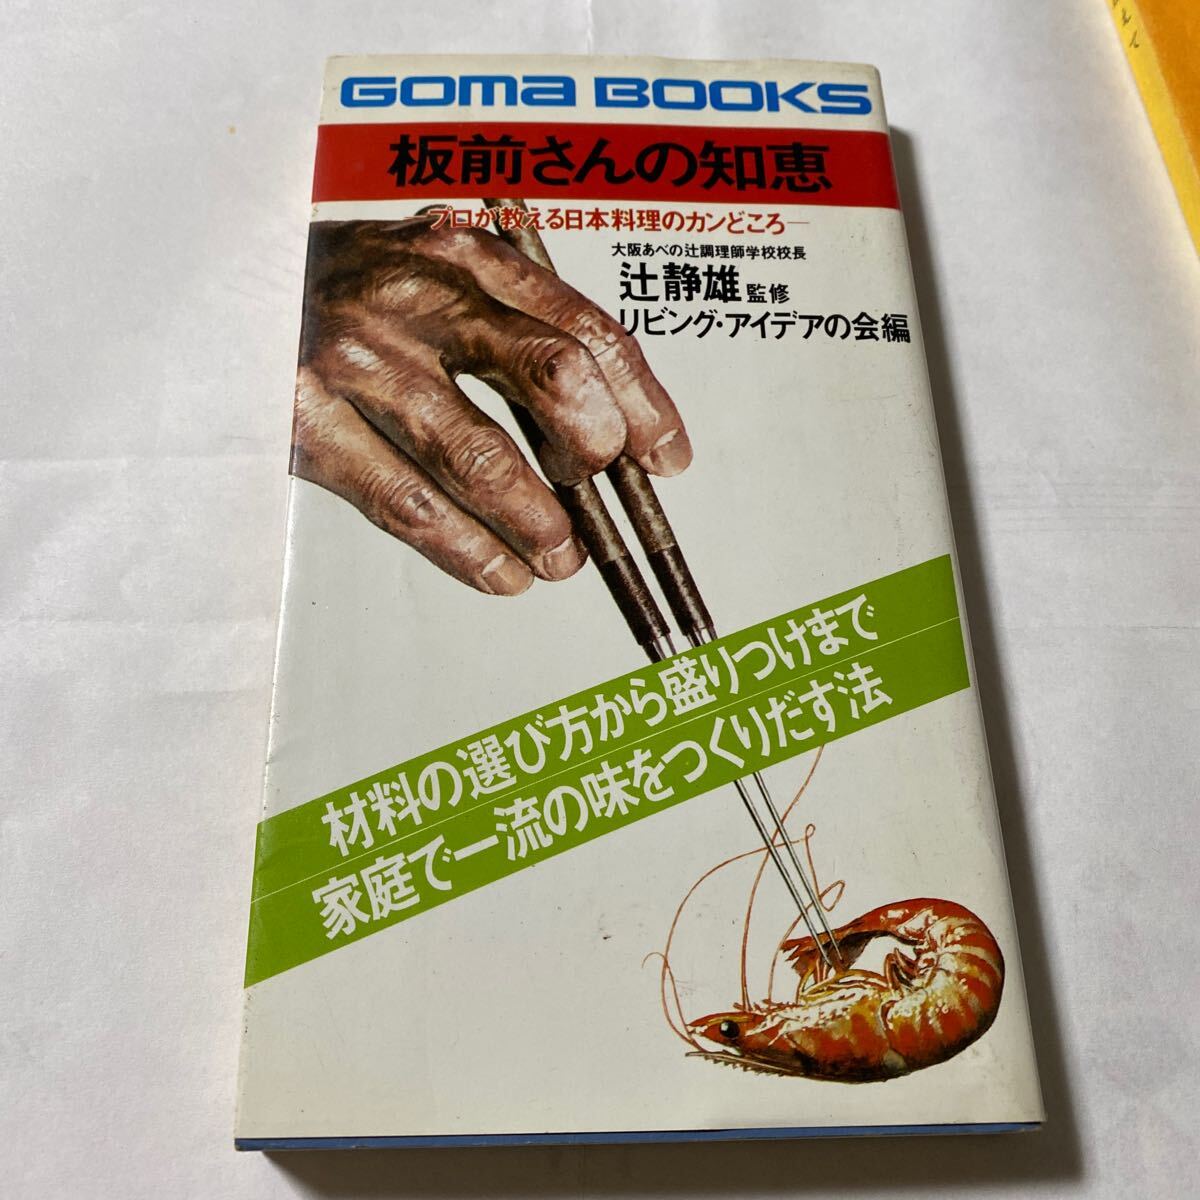 GOMA BOOKS
板前さんの知恵
―プロが教える日本料理のカンどころ―
大阪あべの辻調理師学校校長
辻静雄 監修
リビング・アイデアの会編
材料の選び方から盛りつけまで
家庭で一流の味をつくりだす法